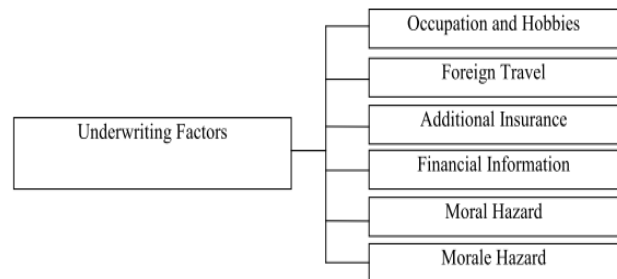 Underwriting Factors
Occupation and Hobbies
Foreign Travel
Additional Insurance
Financial Information
Moral Hazard
Morale Hazard